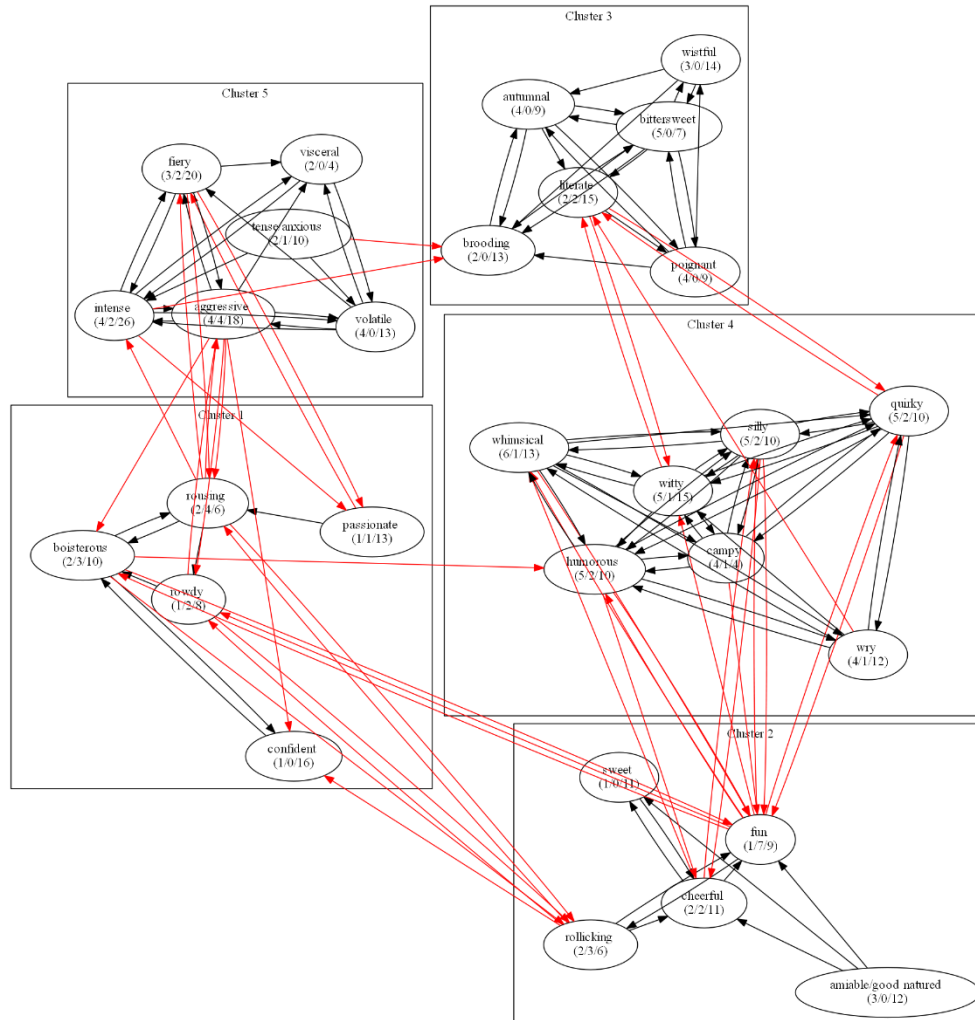 Cluster 3
wistful
(3/0/14)
autumnal
(4/0/9)
bittersweet
(5/0/7)
literate
(2/2/15)
brooding
(2/0/13)
poignant
(4/0/9)
Cluster 5
fiery
(3/2/20)
visceral
(2/0/4)
tense anxious
(2/1/10)
intense
(4/2/26)
aggressive
(4/4/18)
volatile
(4/0/13)
Cluster 4
quirky
(5/2/10)
silly
(5/2/10)
whimsical
(6/1/13)
witty
(5/1/15)
campy
(4/1/4)
humorous
(5/2/10)
wry
(4/1/12)
Cluster 1
rousing
(2/4/6)
passionate
(1/1/13)
boisterous
(2/3/10)
rowdy
(1/2/8)
confident
(1/0/16)
Cluster 2
sweet
(1/0/11)
fun
(1/7/9)
cheerful
(2/2/11)
rollicking
(2/3/6)
amiable/good natured
(3/0/12)